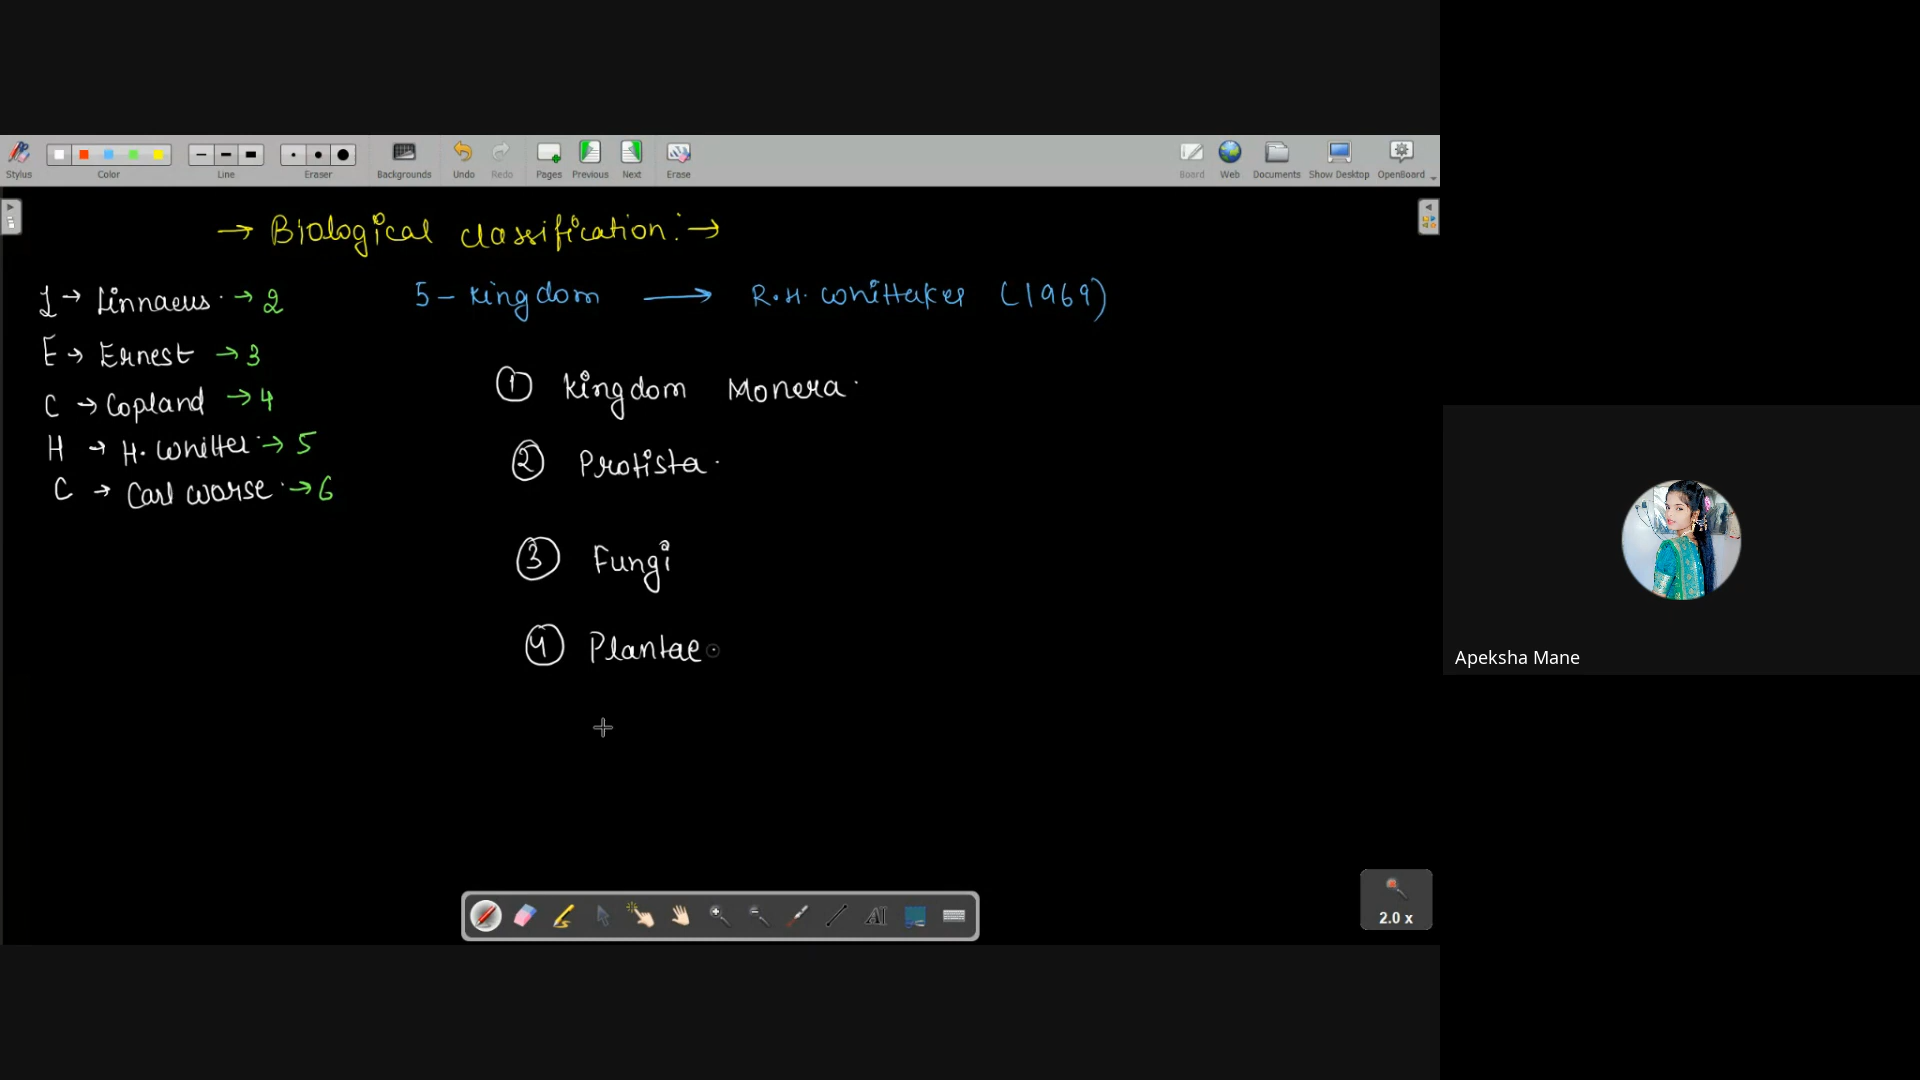 Stylus
Color
Line
Eraser
Backgrounds
Undo
Redo
Pages
Previous
Next
Erase
Board
Web
Documents
Show Desktop
OpenBoard
→ Biological classification:→
L → Linnaeus. → 2
E → Ernest → 3
C → Copland → 4
H → H. Whitter. → 5
C → Carl worse. → 6
5 - kingdom → R.H. Whittaker (1969)
① Kingdom Monera.
② Protista.
③ Fungi
④ Plantae.
2.0 x
Apeksha Mane